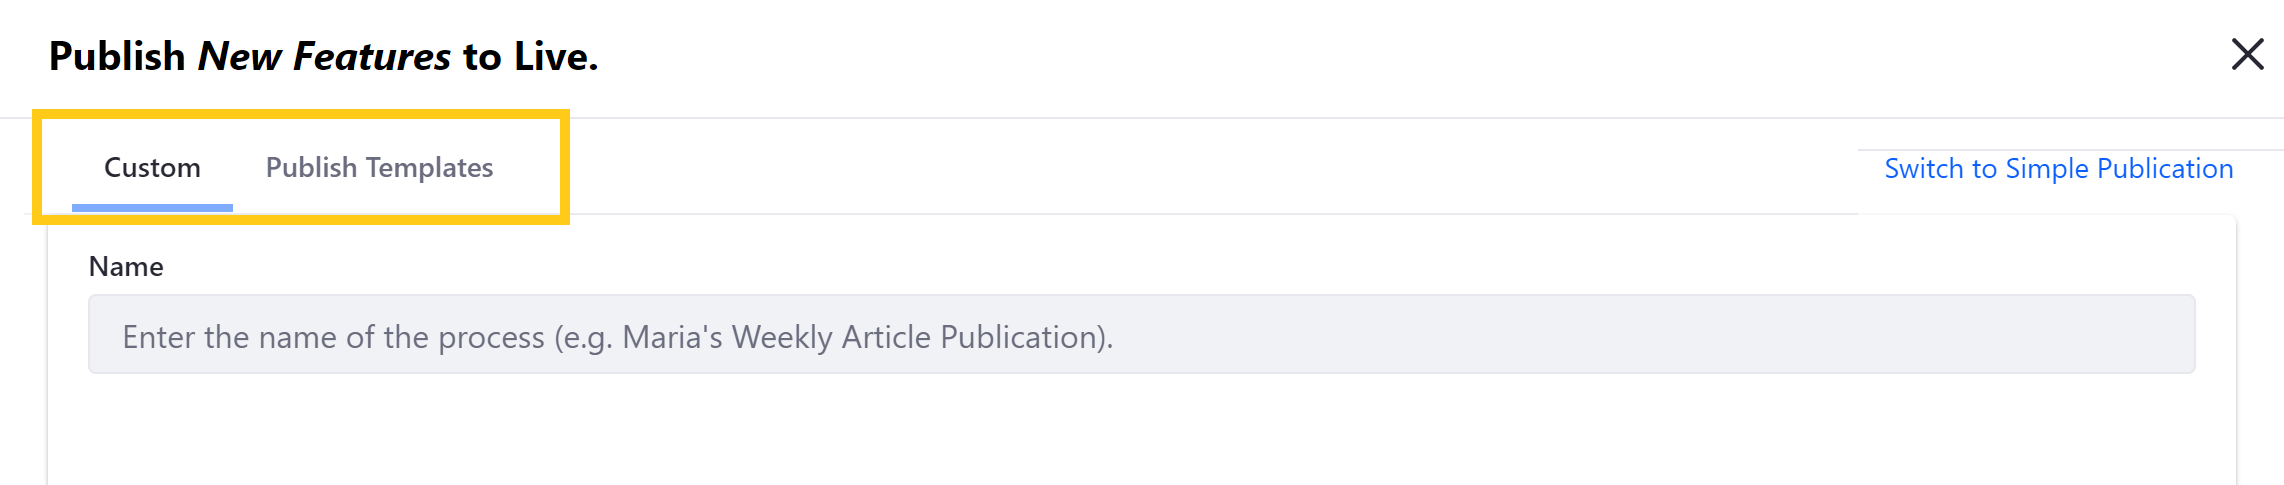 Publish New Features to Live.
Custom Publish Templates Switch to Simple Publication
Name
Enter the name of the process (e.g. Maria's Weekly Article Publication).